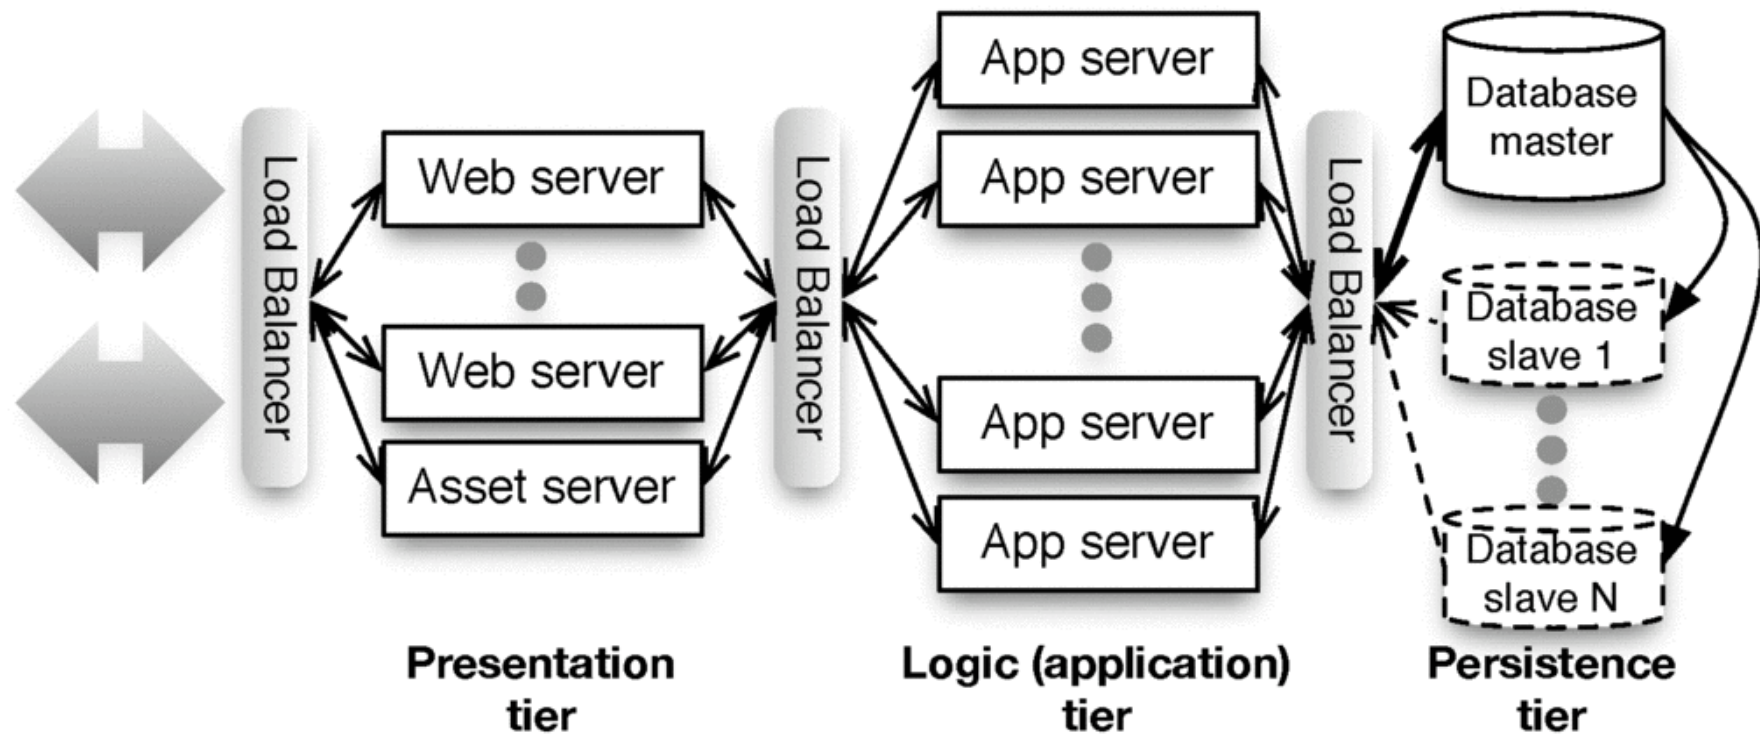 Load Balancer
Web server
Web server
Asset server
Presentation
tier
Load Balancer
App server
App server
App server
App server
Logic (application)
tier
Load Balancer
Database
master
Database
slave 1
Database
slave N
Persistence
tier